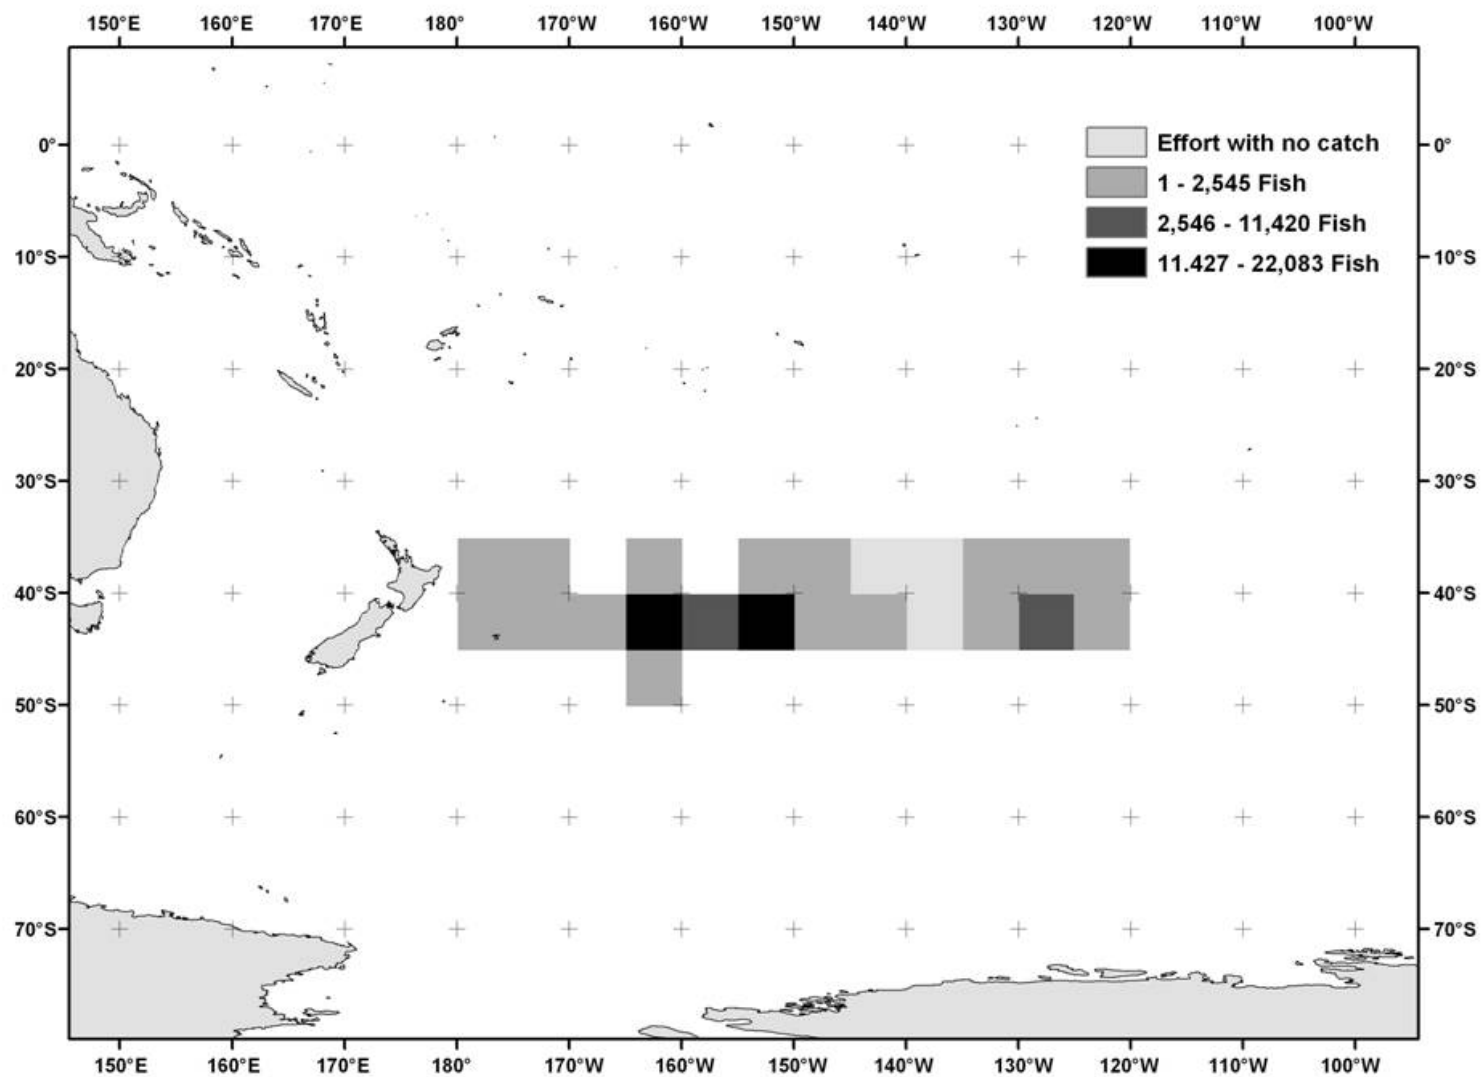 150°E 160°E 170°E 180° 170°W 160°W 150°W 140°W 130°W 120°W 110°W 100°W
Effort with no catch
1 - 2,545 Fish
2,546 - 11,420 Fish
11.427 - 22,083 Fish
0° 0°
10°S 10°S
20°S 20°S
30°S 30°S
40°S 40°S
50°S 50°S
60°S 60°S
70°S 70°S
150°E 160°E 170°E 180° 170°W 160°W 150°W 140°W 130°W 120°W 110°W 100°W